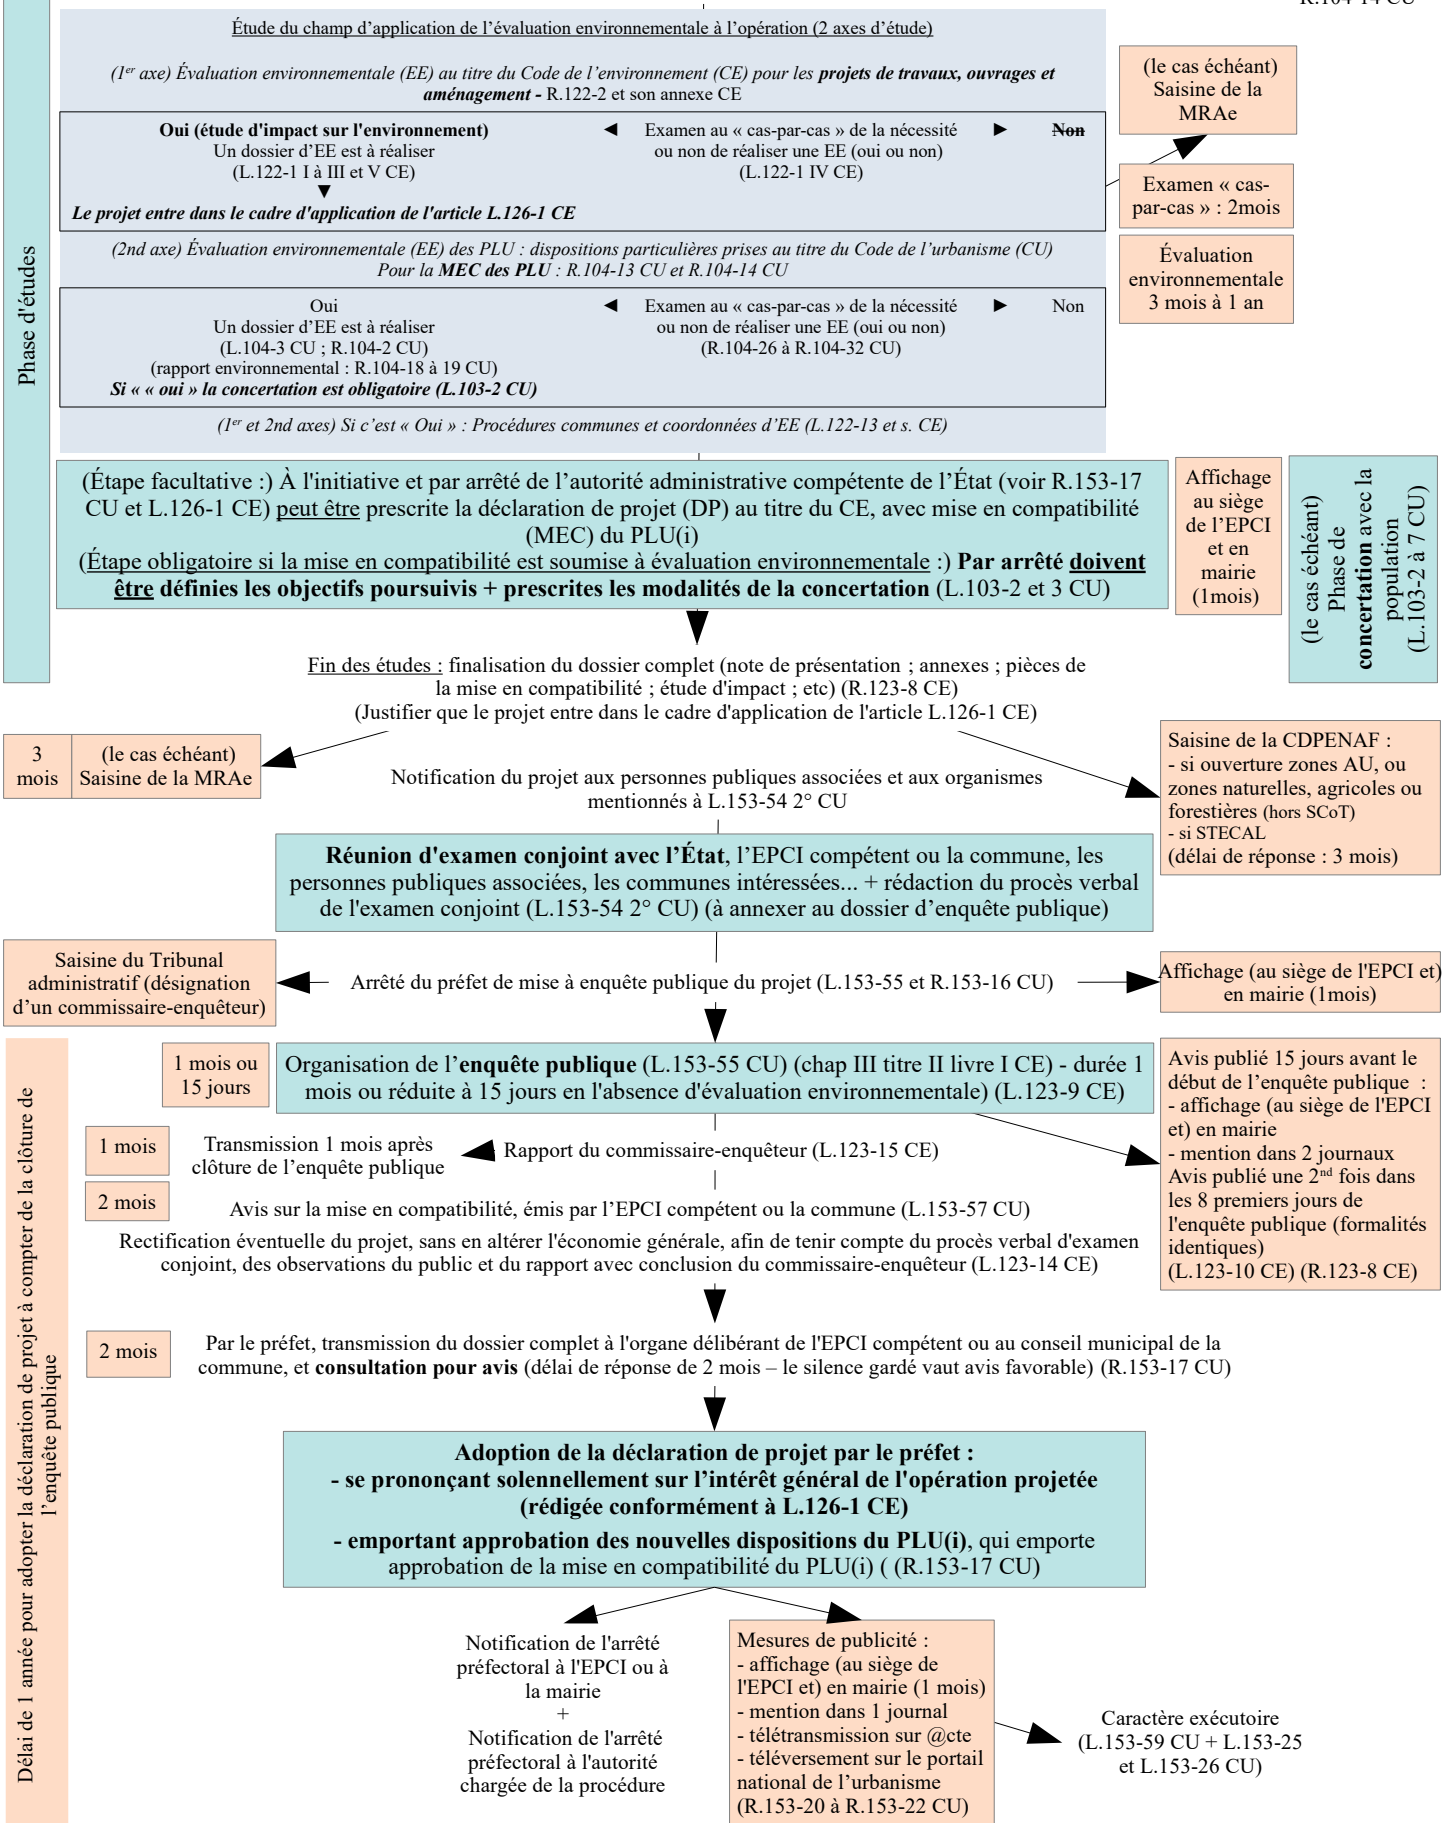 Étude du champ d'application de l'évaluation environnementale à l'opération (2 axes d'étude)
(1er axe) Évaluation environnementale (EE) au titre du Code de l'environnement (CE) pour les projets de travaux, ouvrages et
aménagement - R.122-2 et son annexe CE
Oui (étude d'impact sur l'environnement)
Un dossier d'EE est à réaliser
(L.122-1 I à III et V CE)
▼
Le projet entre dans le cadre d'application de l'article L.126-1 CE
◄ Examen au « cas-par-cas » de la nécessité ►
ou non de réaliser une EE (oui ou non)
(L.122-1 IV CE)
Non
(2nd axe) Évaluation environnementale (EE) des PLU : dispositions particulières prises au titre du Code de l'urbanisme (CU)
Pour la MEC des PLU : R.104-13 CU et R.104-14 CU
Oui
Un dossier d'EE est à réaliser
(L.104-3 CU ; R.104-2 CU)
(rapport environnemental : R.104-18 à 19 CU)
Si « « oui » la concertation est obligatoire (L.103-2 CU)
◄ Examen au « cas-par-cas » de la nécessité ►
ou non de réaliser une EE (oui ou non)
(R.104-26 à R.104-32 CU)
Non
(1er et 2nd axes) Si c'est « Oui » : Procédures communes et coordonnées d'EE (L.122-13 et s. CE)
(le cas échéant)
Saisine de la
MRAe
Examen « cas-
par-cas » : 2mois
Évaluation
environnementale
3 mois à 1 an
Phase d'études
(Étape facultative :) À l'initiative et par arrêté de l'autorité administrative compétente de l'État (voir R.153-17
CU et L.126-1 CE) peut être prescrite la déclaration de projet (DP) au titre du CE, avec mise en compatibilité
(MEC) du PLU(i)
(Étape obligatoire si la mise en compatibilité est soumise à évaluation environnementale :) Par arrêté doivent
être définies les objectifs poursuivis + prescrites les modalités de la concertation (L.103-2 et 3 CU)
Affichage
au siège
de l'EPCI
et en
mairie
(1mois)
(le cas échéant)
Phase de
concertation avec la
population
(L.103-2 à 7 CU)
Fin des études : finalisation du dossier complet (note de présentation ; annexes ; pièces de
la mise en compatibilité ; étude d'impact ; etc) (R.123-8 CE)
(Justifier que le projet entre dans le cadre d'application de l'article L.126-1 CE)
3
mois
(le cas échéant)
Saisine de la MRAe
Notification du projet aux personnes publiques associées et aux organismes
mentionnés à L.153-54 2° CU
Saisine de la CDPENAF :
- si ouverture zones AU, ou
zones naturelles, agricoles ou
forestières (hors SCoT)
- si STECAL
(délai de réponse : 3 mois)
Réunion d'examen conjoint avec l'État, l'EPCI compétent ou la commune, les
personnes publiques associées, les communes intéressées... + rédaction du procès verbal
de l'examen conjoint (L.153-54 2° CU) (à annexer au dossier d'enquête publique)
Saisine du Tribunal
administratif (désignation
d'un commissaire-enquêteur)
Arrêté du préfet de mise à enquête publique du projet (L.153-55 et R.153-16 CU)
Affichage (au siège de l'EPCI et)
en mairie (1mois)
Délai de 1 année pour adopter la déclaration de projet à compter de la clôture de
l'enquête publique
1 mois ou
15 jours
Organisation de l'enquête publique (L.153-55 CU) (chap III titre II livre I CE) - durée 1
mois ou réduite à 15 jours en l'absence d'évaluation environnementale) (L.123-9 CE)
Avis publié 15 jours avant le
début de l'enquête publique :
- affichage (au siège de l'EPCI
et) en mairie
- mention dans 2 journaux
Avis publié une 2nd fois dans
les 8 premiers jours de
l'enquête publique (formalités
identiques)
(L.123-10 CE) (R.123-8 CE)
1 mois
Transmission 1 mois après
clôture de l'enquête publique
Rapport du commissaire-enquêteur (L.123-15 CE)
2 mois
Avis sur la mise en compatibilité, émis par l'EPCI compétent ou la commune (L.153-57 CU)
Rectification éventuelle du projet, sans en altérer l'économie générale, afin de tenir compte du procès verbal d'examen
conjoint, des observations du public et du rapport avec conclusion du commissaire-enquêteur (L.123-14 CE)
2 mois
Par le préfet, transmission du dossier complet à l'organe délibérant de l'EPCI compétent ou au conseil municipal de la
commune, et consultation pour avis (délai de réponse de 2 mois – le silence gardé vaut avis favorable) (R.153-17 CU)
Adoption de la déclaration de projet par le préfet :
- se prononçant solennellement sur l'intérêt général de l'opération projetée
(rédigée conformément à L.126-1 CE)
- emportant approbation des nouvelles dispositions du PLU(i), qui emporte
approbation de la mise en compatibilité du PLU(i) ( (R.153-17 CU)
Notification de l'arrêté
préfectoral à l'EPCI ou à
la mairie
+
Notification de l'arrêté
préfectoral à l'autorité
chargée de la procédure
Mesures de publicité :
- affichage (au siège de
l'EPCI et) en mairie (1 mois)
- mention dans 1 journal
- télétransmission sur @cte
- téléversement sur le portail
national de l'urbanisme
(R.153-20 à R.153-22 CU)
Caractère exécutoire
(L.153-59 CU + L.153-25
et L.153-26 CU)